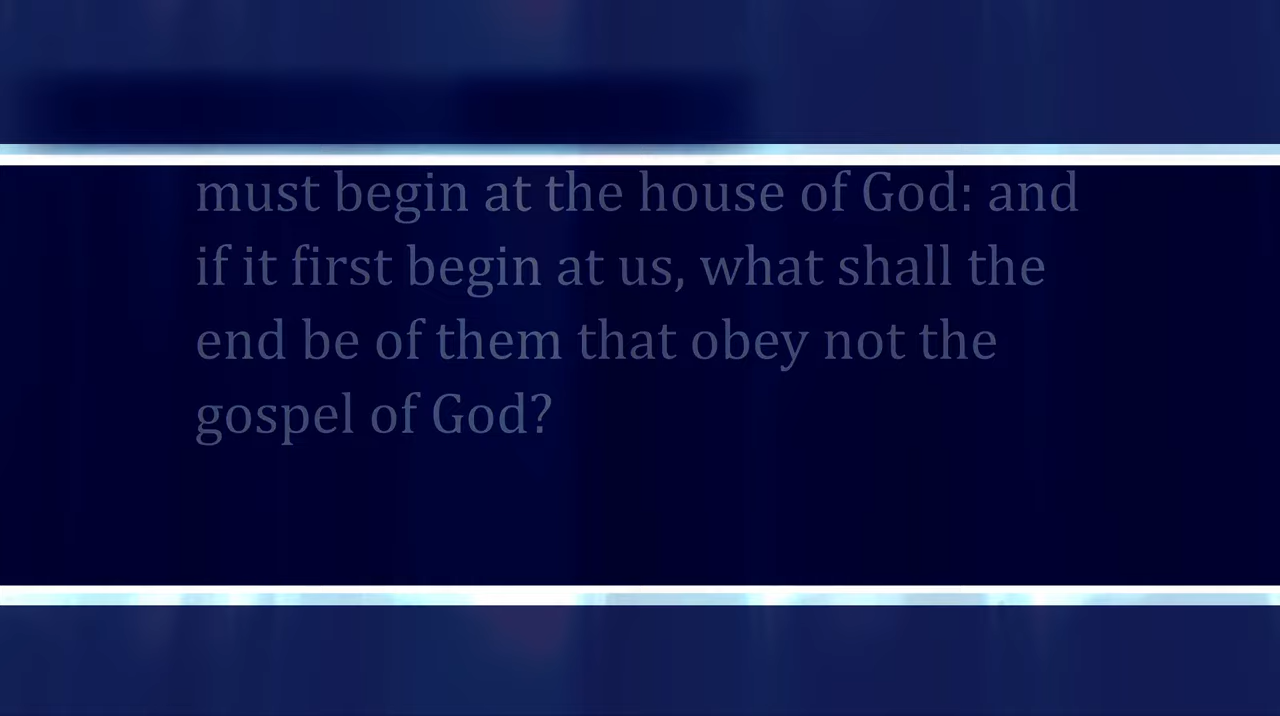 must begin at the house of God: and
if it first begin at us, what shall the
end be of them that obey not the
gospel of God?